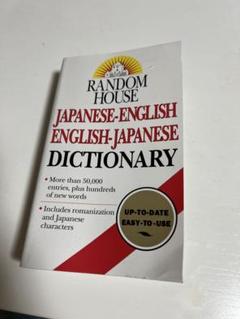 RANDOM
HOUSE
JAPANESE-ENGLISH
ENGLISH-JAPANESE
DICTIONARY
• More than 50,000
entries, plus hundreds
of new words
• Includes romanization
and Japanese
characters
UP-TO-DATE
EASY-TO-USE